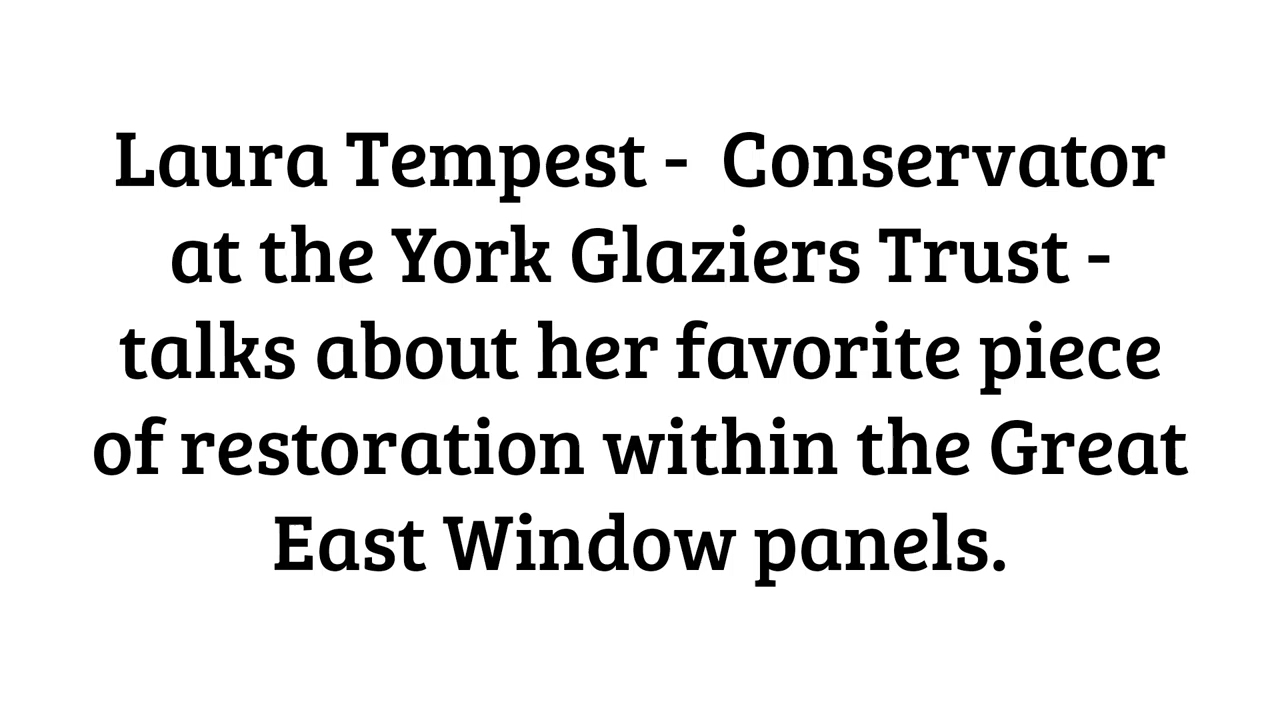 Laura Tempest -  Conservator
at the York Glaziers Trust -
talks about her favorite piece
of restoration within the Great
East Window panels.